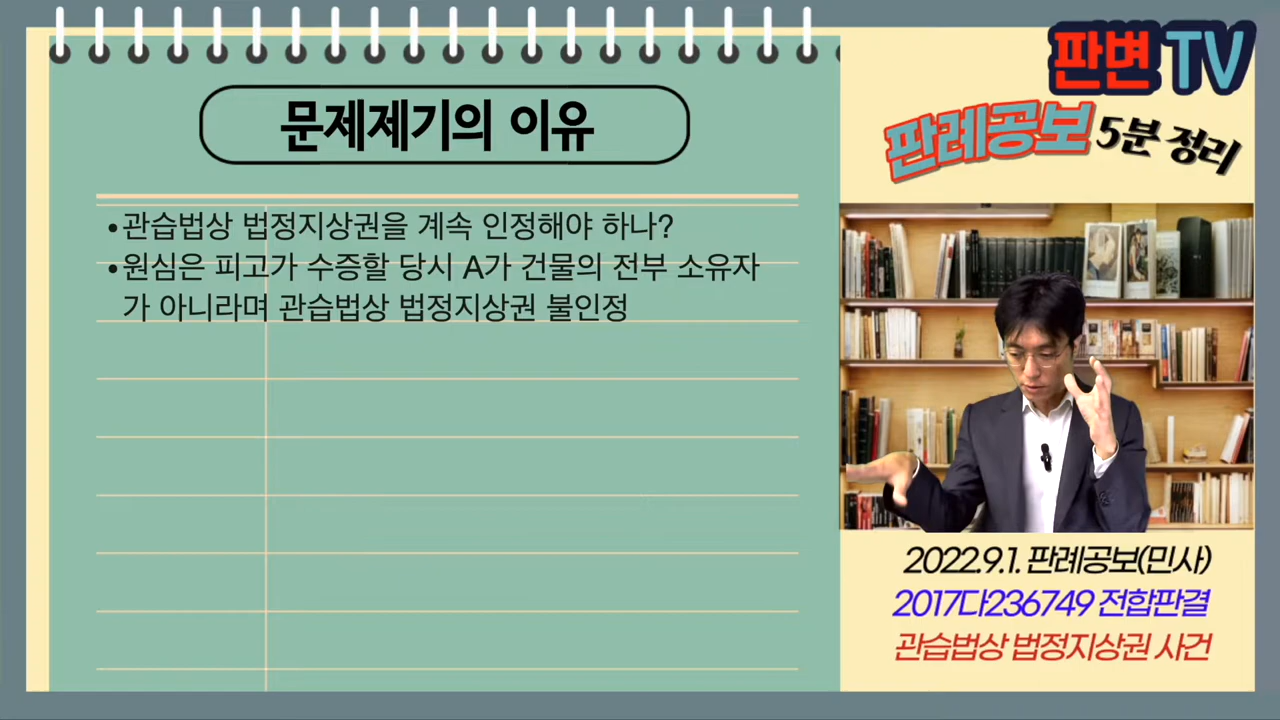 문제제기의 이유
•관습법상 법정지상권을 계속 인정해야 하나?
•원심은 피고가 수증할 당시 A가 건물의 전부 소유자
가 아니라며 관습법상 법정지상권 불인정
판변 TV
판례공보 5분 정리
2022.9.1. 판례공보(민사)
2017다236749 전합판결
관습법상 법정지상권 사건